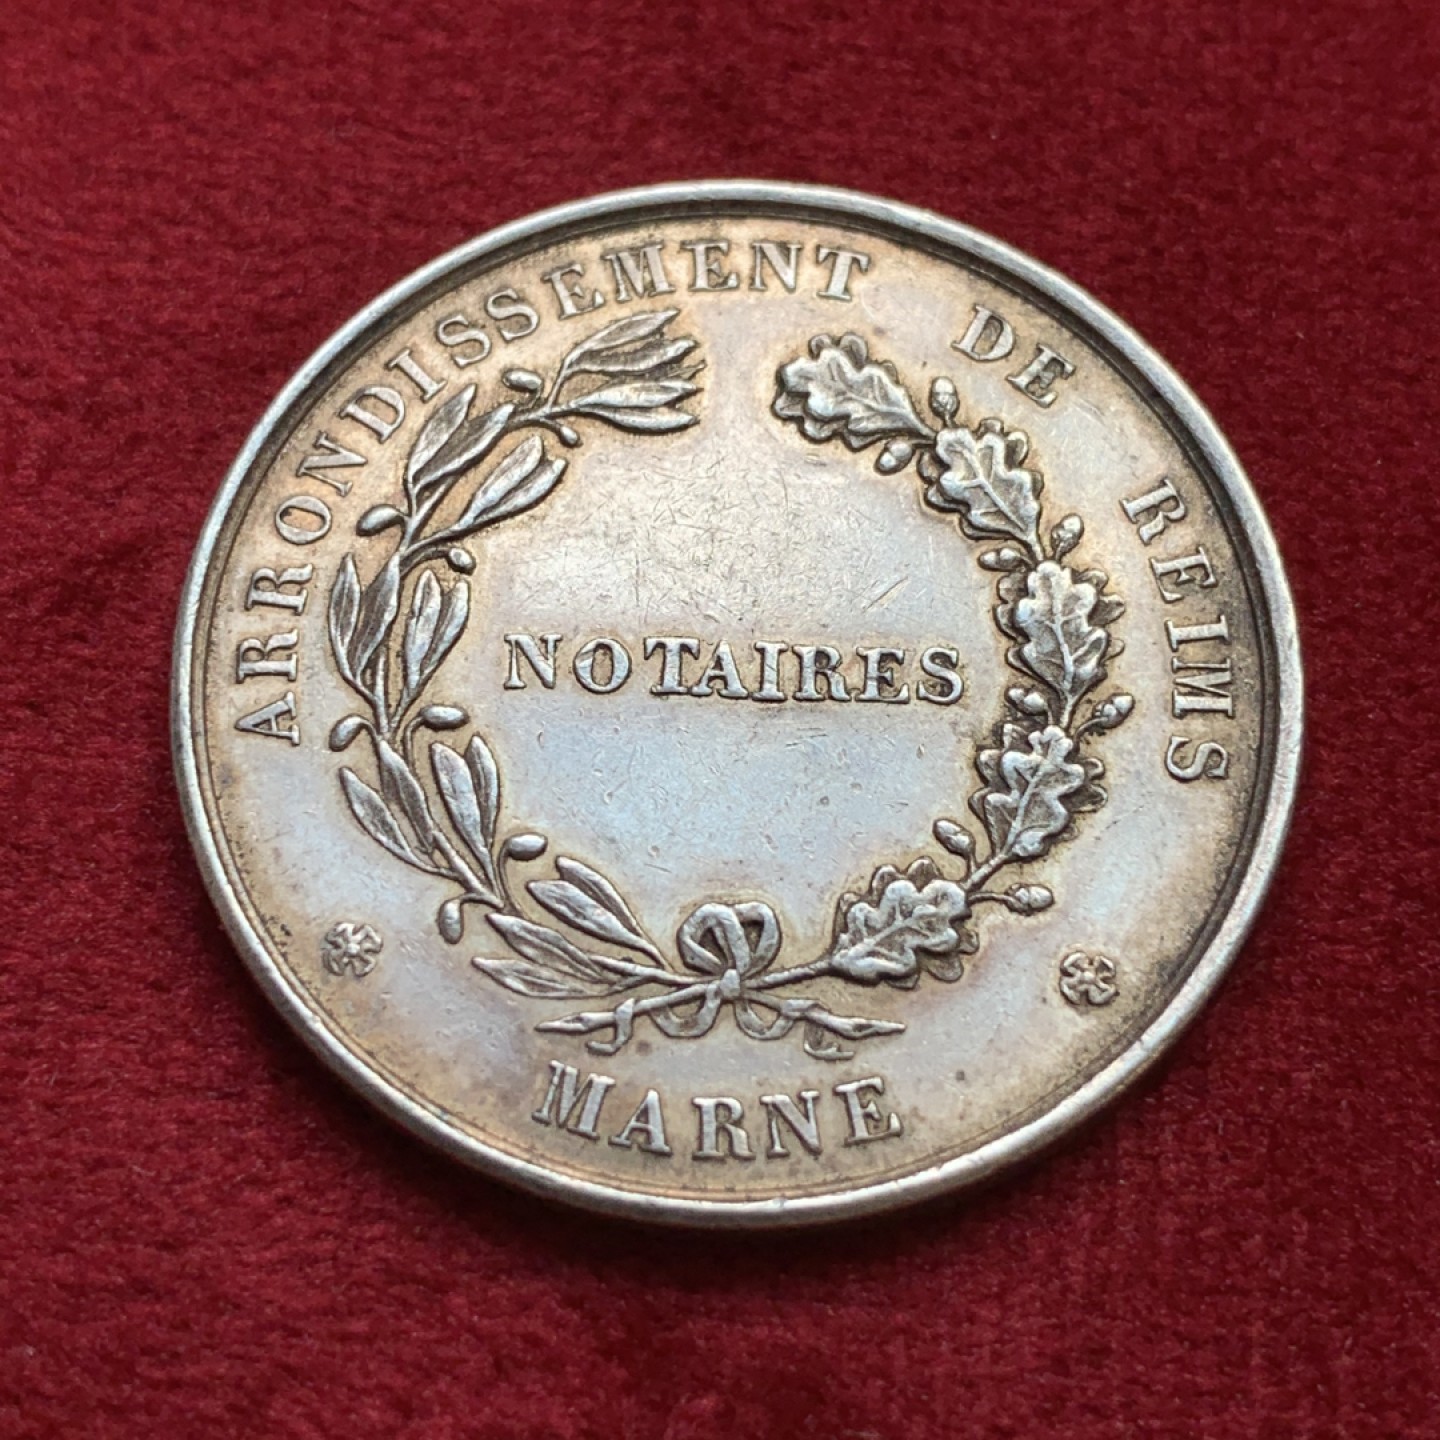 ARRONDISSEMENT DE REIMS
NOTAIRES
MARNE